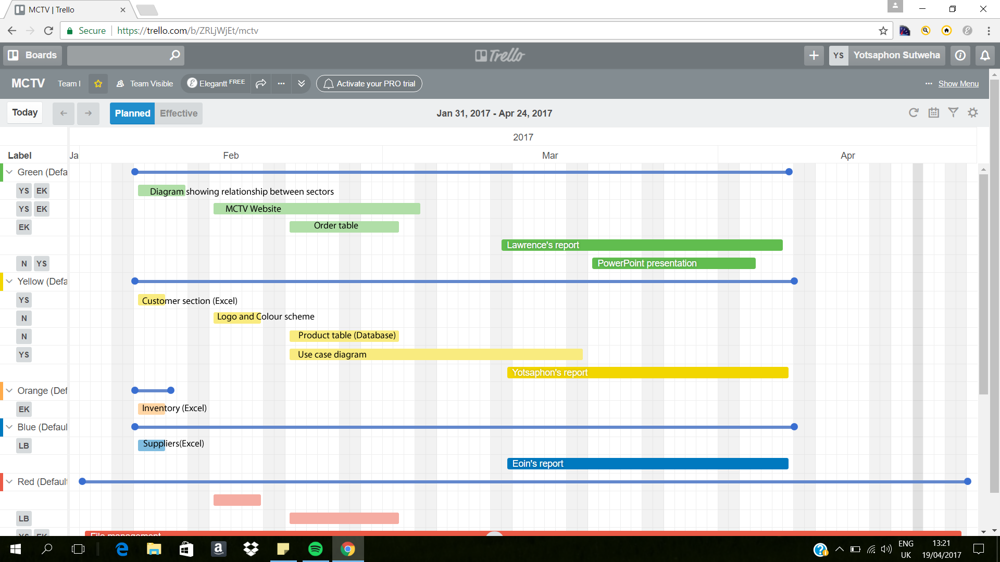 MCTV | Trello
Secure
https://trello.com/b/ZRLjWjEt/mctv
Boards
Trello
YS
Yotsaphon Sutweha
MCTV
Team I
Team Visible
Elegantt FREE
Activate your PRO trial
Show Menu
Today
Planned
Effective
Jan 31, 2017 - Apr 24, 2017
2017
Label
Ja
Feb
Mar
Apr
Green (Defa
YS EK
Diagram showing relationship between sectors
YS EK
MCTV Website
EK
Order table
Lawrence's report
N YS
PowerPoint presentation
Yellow (Defa
YS
Customer section (Excel)
N
Logo and Colour scheme
N
Product table (Database)
YS
Use case diagram
Yotsaphon's report
Orange (Def
EK
Inventory (Excel)
Blue (Defaul
LB
Suppliers(Excel)
Eoin's report
Red (Default
LB
YS EK
File management
ENG
UK
13:21
19/04/2017